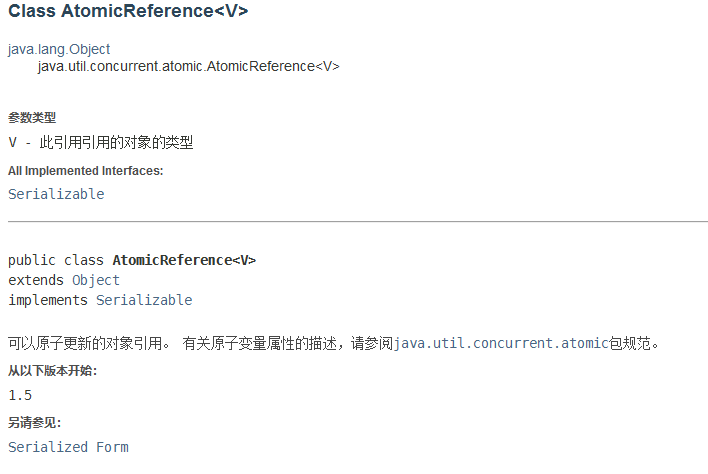 Class AtomicReference<V>
java.lang.Object
java.util.concurrent.atomic.AtomicReference<V>
参数类型
V - 此引用引用的对象的类型
All Implemented Interfaces:
Serializable
public class AtomicReference<V>
extends Object
implements Serializable
可以原子更新的对象引用。 有关原子变量属性的描述，请参阅java.util.concurrent.atomic包规范。
从以下版本开始：
1.5
另请参见：
Serialized Form